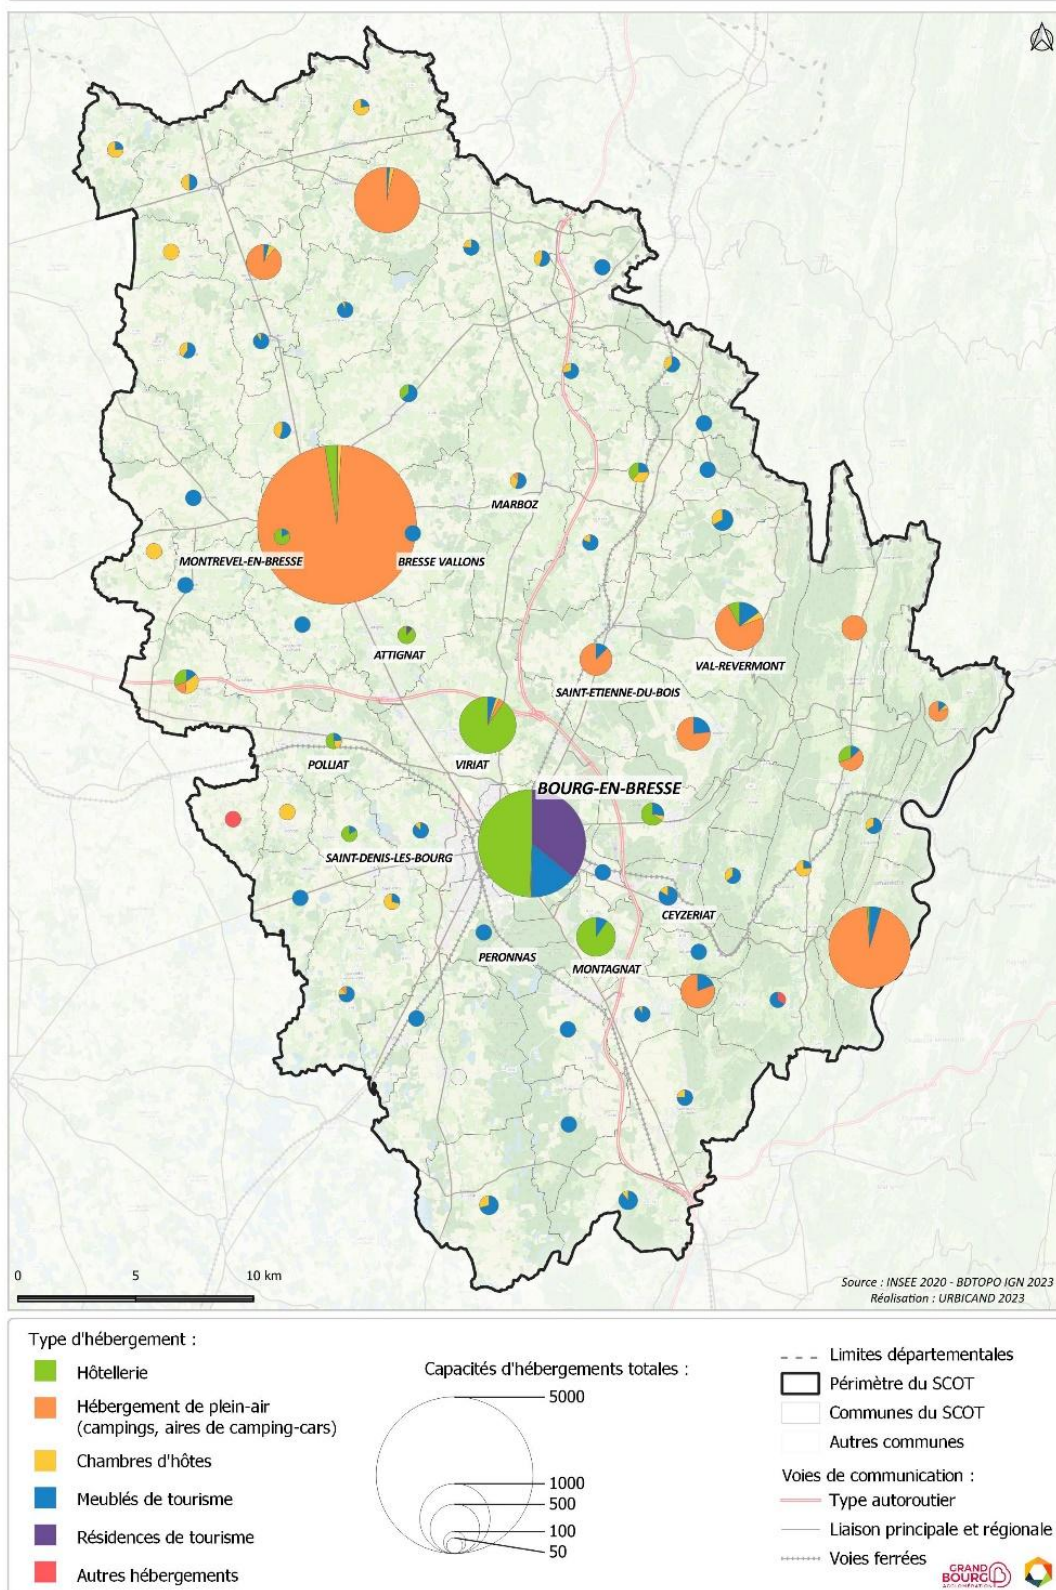 MARBOZ
MONTREVEL-EN-BRESSE
BRESSE VALLONS
ATTIGNAT
VAL-REVERMONT
SAINT-ETIENNE-DU-BOIS
POLLIAT
VIRIAT
BOURG-EN-BRESSE
SAINT-DENIS-LES-BOURG
CEYZERIAT
PERONNAS
MONTAGNAT
0 5 10 km
Source : INSEE 2020 - BDTOPO IGN 2023
Réalisation : URBICAND 2023
Type d'hébergement :
Hôtellerie
Hébergement de plein-air
(campings, aires de camping-cars)
Chambres d'hôtes
Meublés de tourisme
Résidences de tourisme
Autres hébergements
Capacités d'hébergements totales :
5000
1000
500
100
50
Limites départementales
Périmètre du SCOT
Communes du SCOT
Autres communes
Voies de communication :
Type autoroutier
Liaison principale et régionale
Voies ferrées
GRAND
BOURG
AGGLOMÉRATION